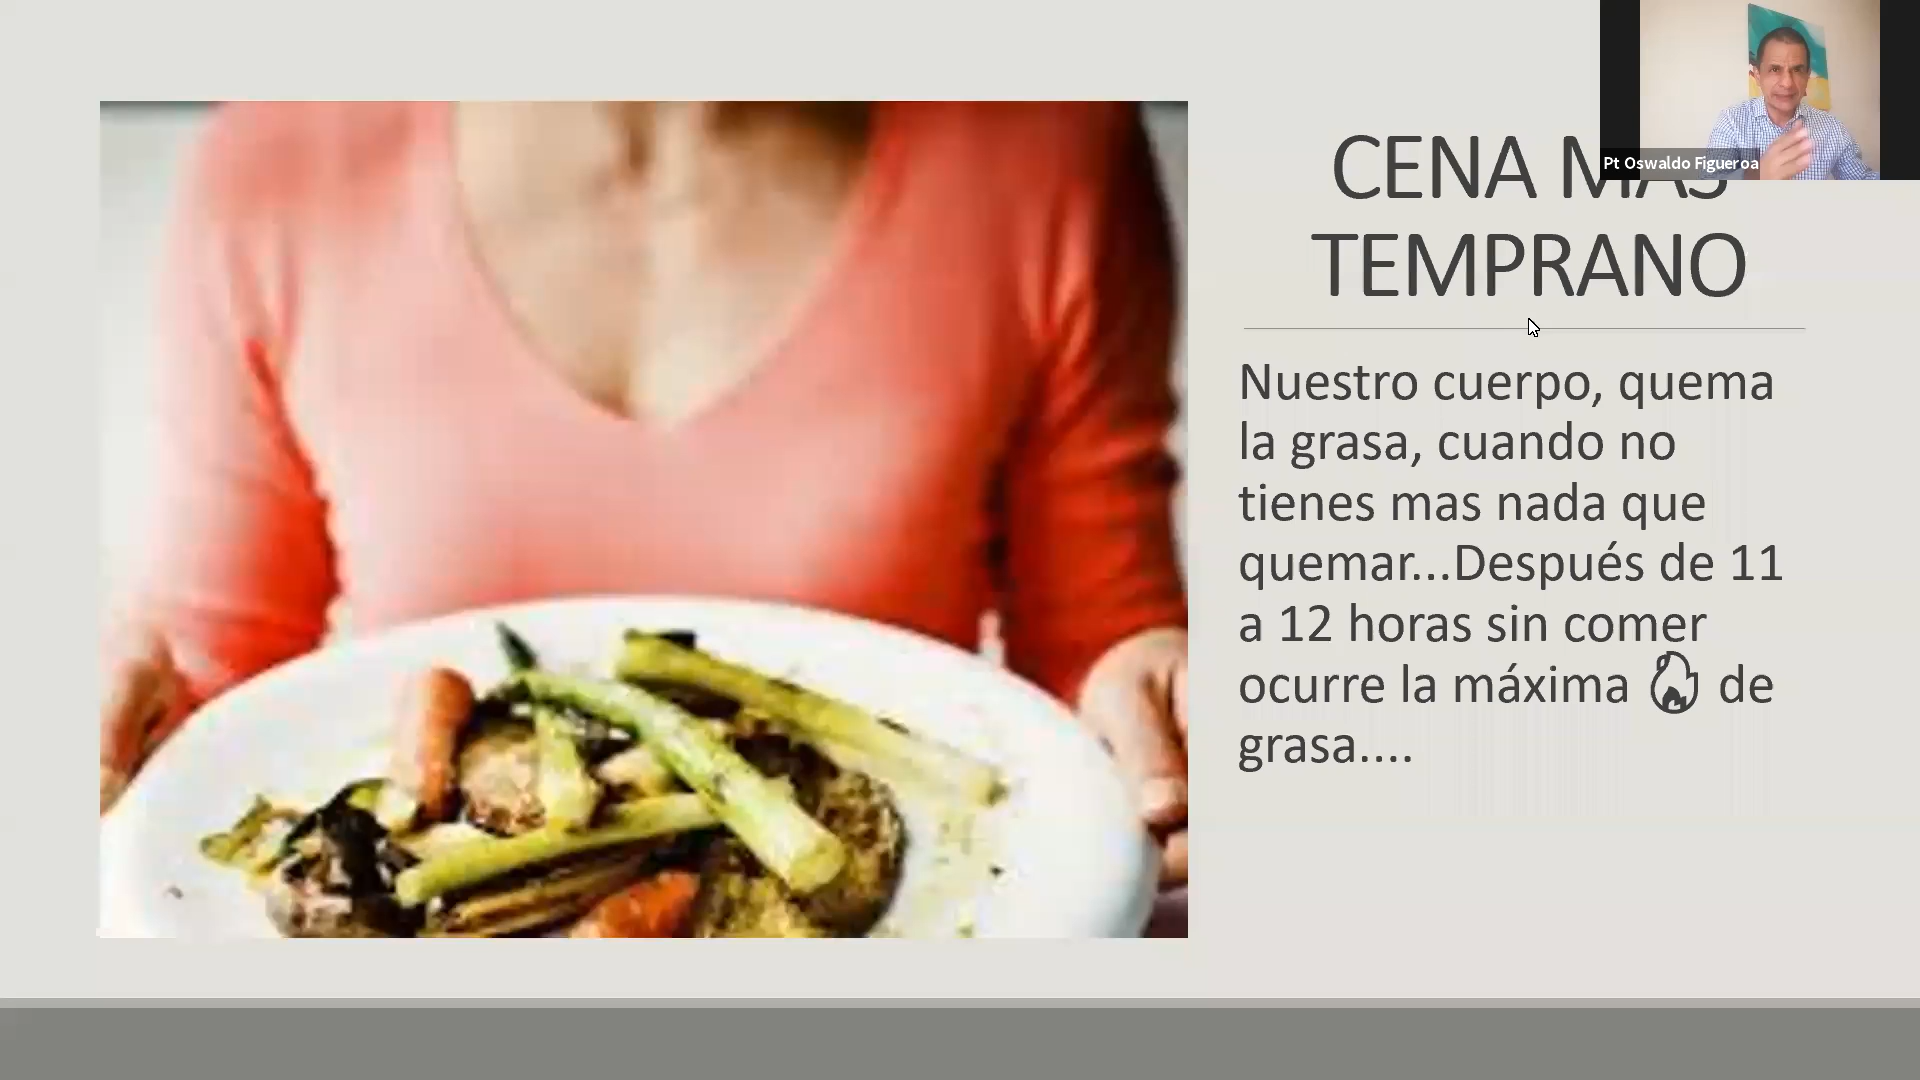 CENA MAS
TEMPRANO
Pt Oswaldo Figueroa
Nuestro cuerpo, quema
la grasa, cuando no
tienes mas nada que
quemar...Después de 11
a 12 horas sin comer
ocurre la máxima 🔥 de
grasa....